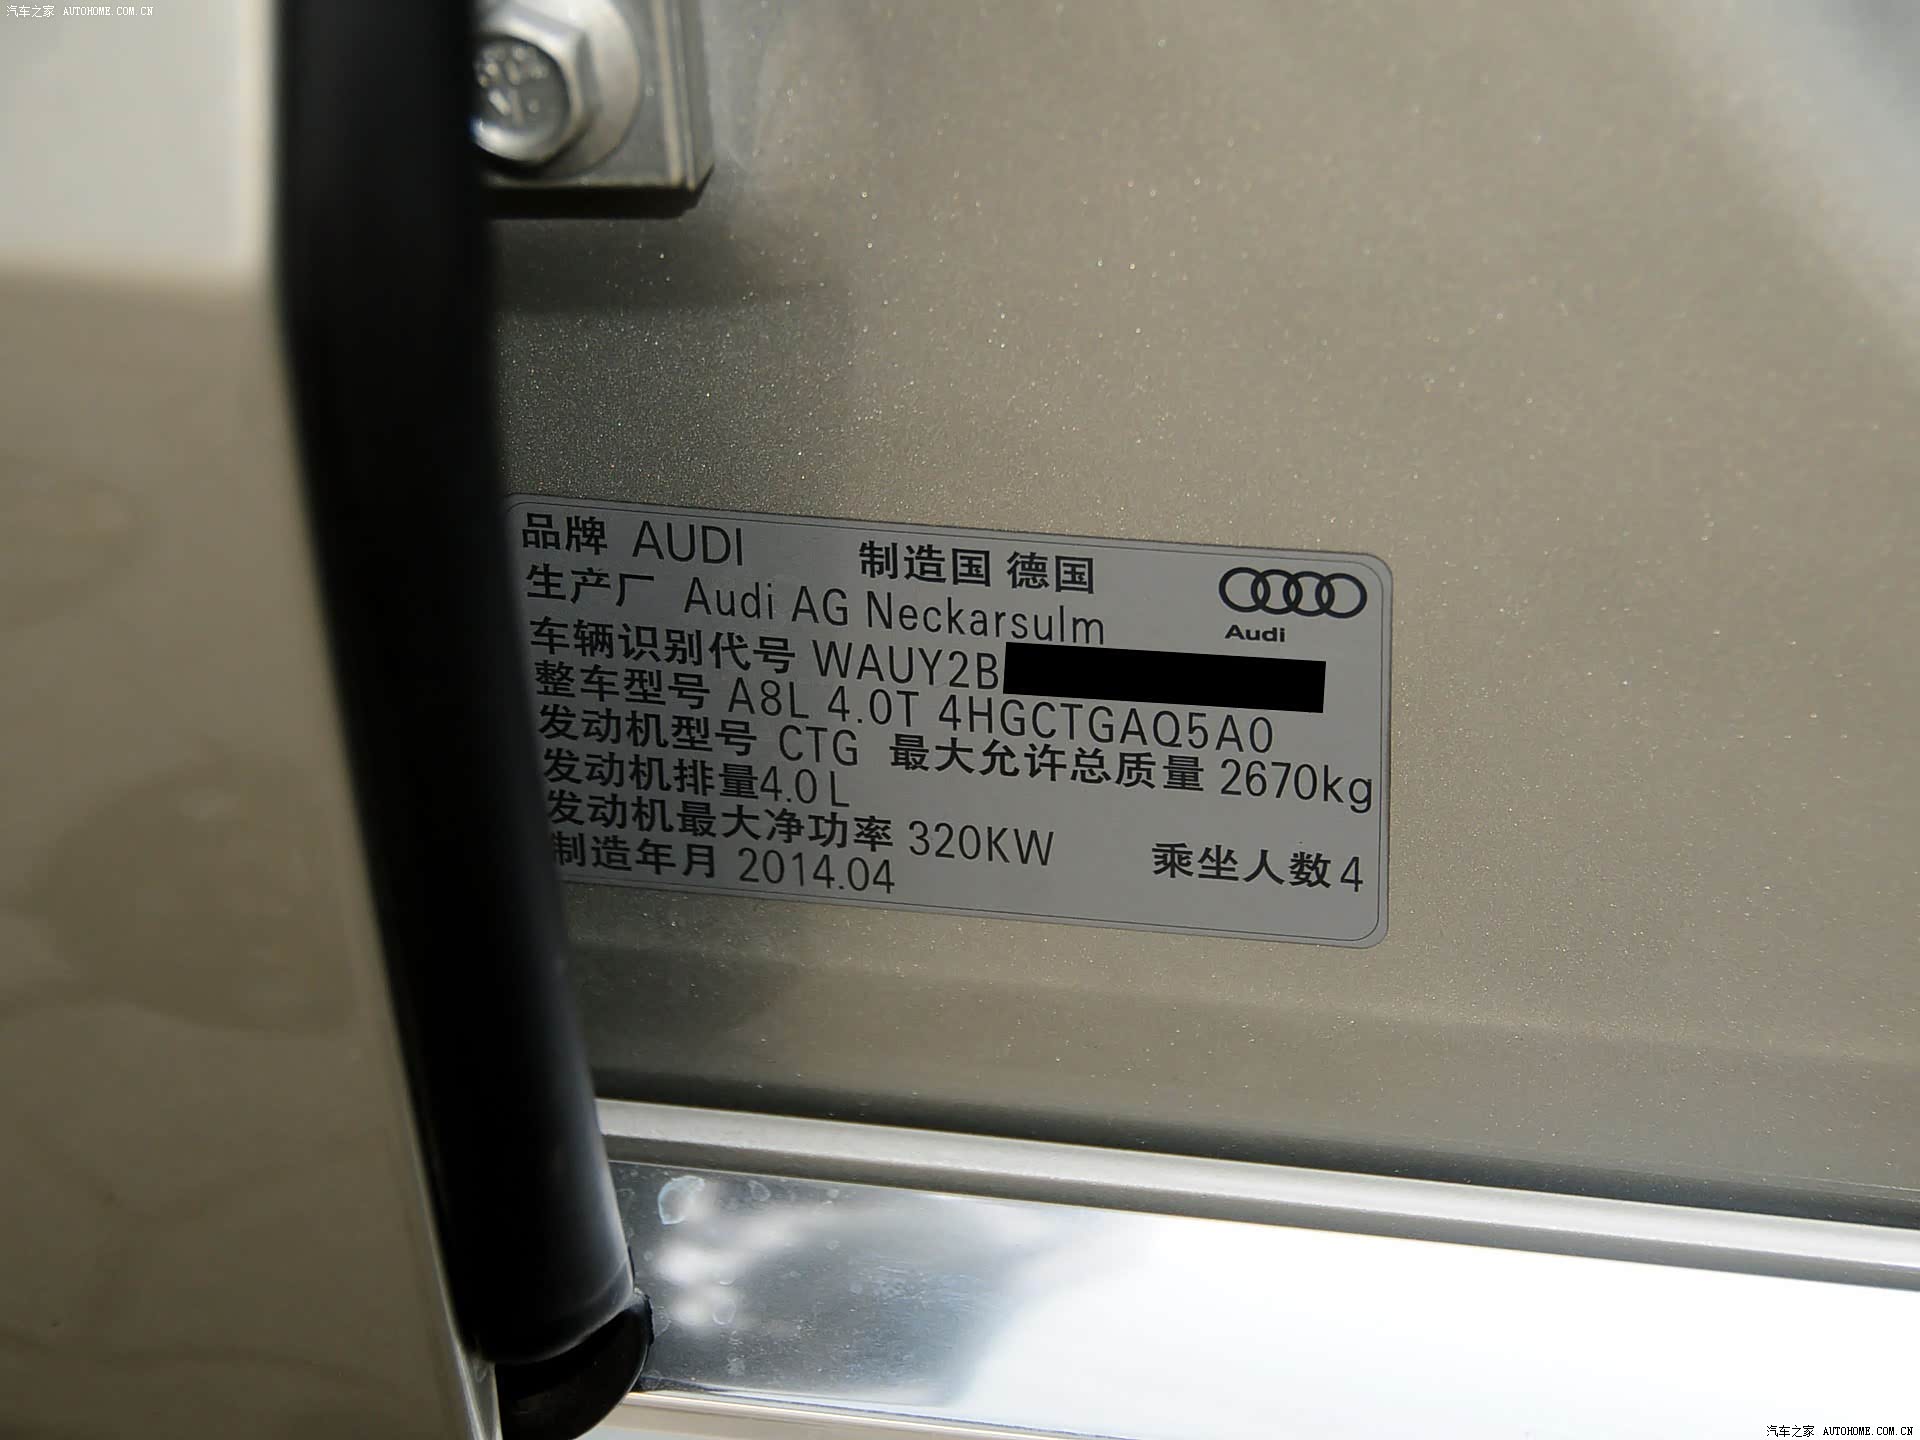 汽车之家 AUTOHOME.COM.CN
品牌 AUDI 制造国 德国
生产厂 Audi AG Neckarsulm
Audi
车辆识别代号 WAUY2B
整车型号 A8L 4.0T 4HGCTGAQ5A0
发动机型号 CTG 最大允许总质量 2670kg
发动机排量4.0L
发动机最大净功率 320KW 乘坐人数4
制造年月 2014.04
汽车之家 AUTOHOME.COM.CN